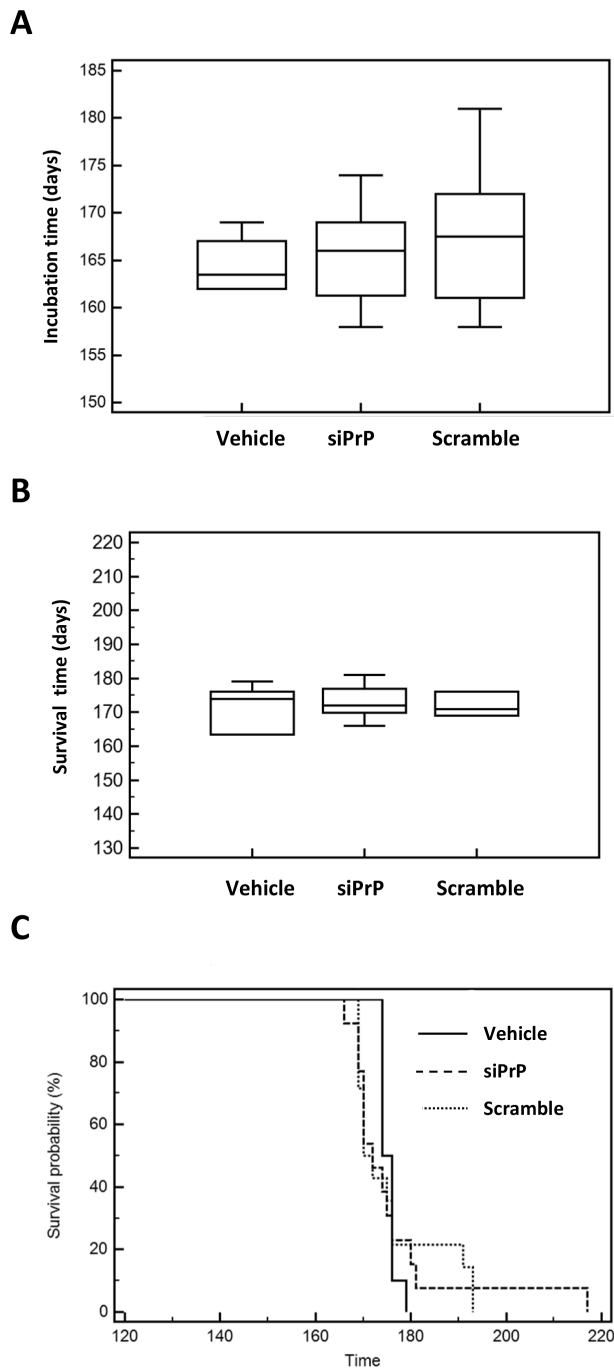 A
185
180
175
170
165
160
155
150
Incubation time (days)
Vehicle siPrP Scramble
B
220
210
200
190
180
170
160
150
140
130
Survival time (days)
Vehicle siPrP Scramble
C
100
80
60
40
20
0
Survival probability (%)
Vehicle
siPrP
Scramble
120 140 160 180 200 220
Time